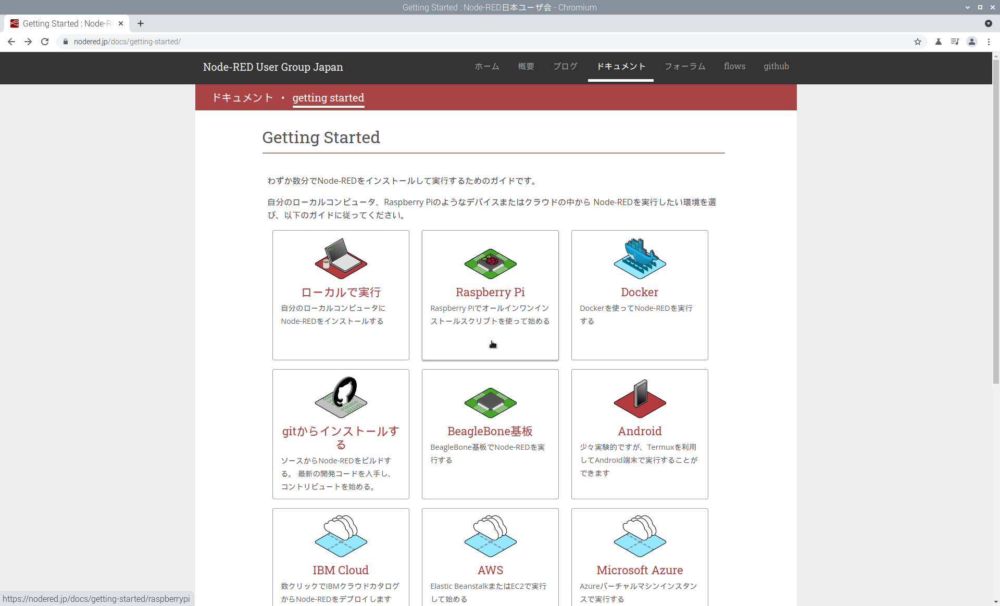 Getting Started : Node-RED日本ユーザ会 - Chromium
Getting Started : Node-R
nodered.jp/docs/getting-started/
Node-RED User Group Japan
ホーム 概要 ブログ ドキュメント フォーラム flows github
ドキュメント • getting started
Getting Started
わずか数分でNode-REDをインストールして実行するためのガイドです。
自分のローカルコンピュータ、Raspberry Piのようなデバイスまたはクラウドの中から Node-REDを実行したい環境を選
び、以下のガイドに従ってください。
ローカルで実行
自分のローカルコンピュータに
Node-REDをインストールする
Raspberry Pi
Raspberry Piでオールインワンイン
ストールスクリプトを使って始める
Docker
Dockerを使ってNode-REDを実行
する
gitからインストールす
る
ソースからNode-REDをビルドす
る。 最新の開発コードを入手し、
コントリビュートを始める。
BeagleBone基板
BeagleBone基板でNode-REDを実
行する
Android
少々実験的ですが、Termuxを利用
してAndroid端末で実行することが
できます
IBM Cloud
数クリックでIBMクラウドカタログ
からNode-REDをデプロイします
AWS
Elastic BeanstalkまたはEC2で実行
して始める
Microsoft Azure
Azureバーチャルマシンインスタン
スで実行する
https://nodered.jp/docs/getting-started/raspberrypi